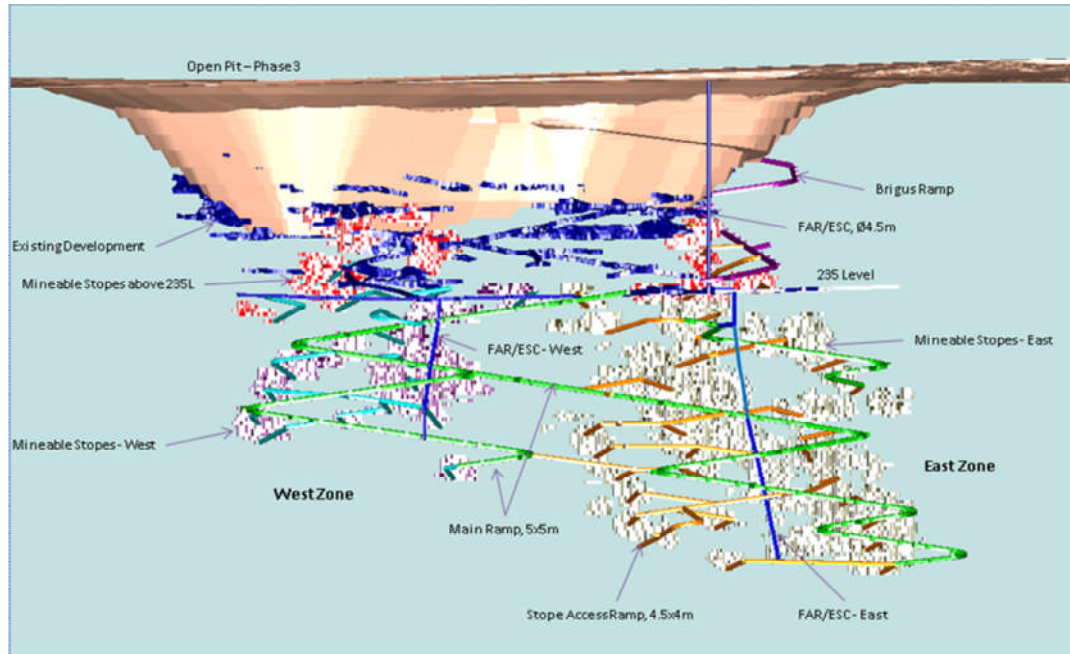 Open Pit – Phase3
Brigus Ramp
FAR/ESC, Ø4.5m
Existing Development
235 Level
Mineable Stopes above 235L
FAR/ESC - West
Mineable Stopes - East
Mineable Stopes - West
West Zone
East Zone
Main Ramp, 5x5m
Stope Access Ramp, 4.5x4m
FAR/ESC - East